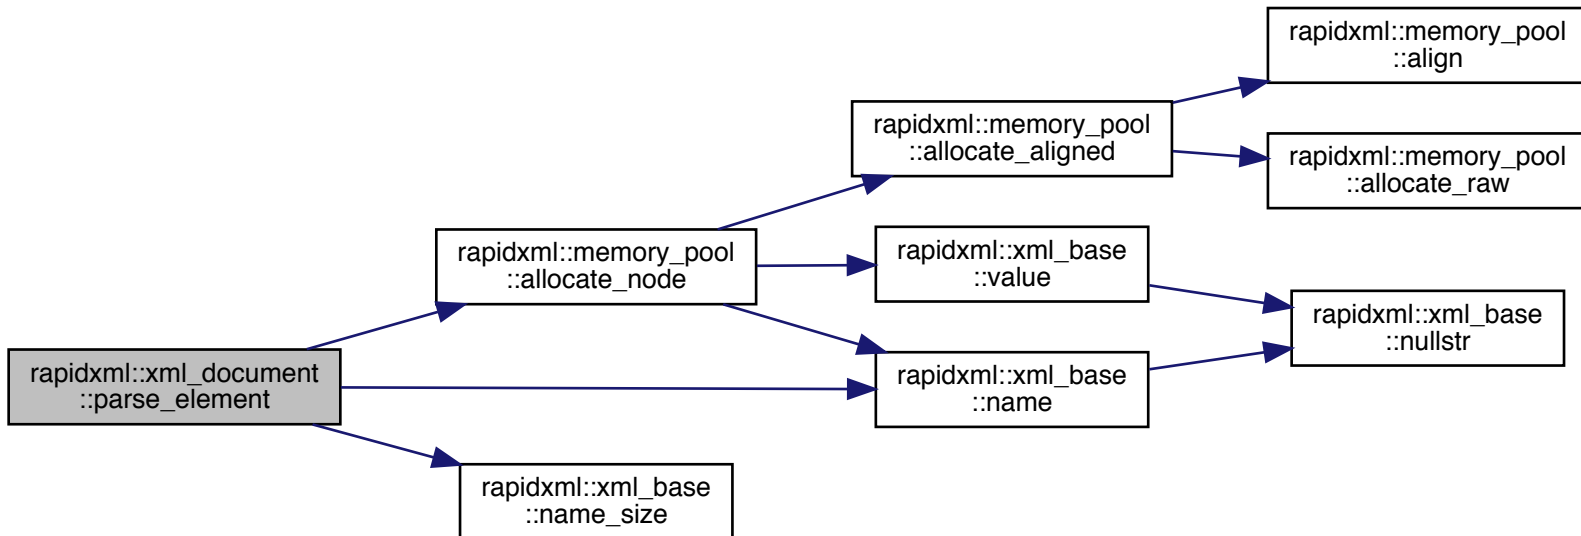 rapidxml::memory_pool
::align
rapidxml::memory_pool
::allocate_aligned
rapidxml::memory_pool
::allocate_raw
rapidxml::memory_pool
::allocate_node
rapidxml::xml_base
::value
rapidxml::xml_base
::nullstr
rapidxml::xml_document
::parse_element
rapidxml::xml_base
::name
rapidxml::xml_base
::name_size